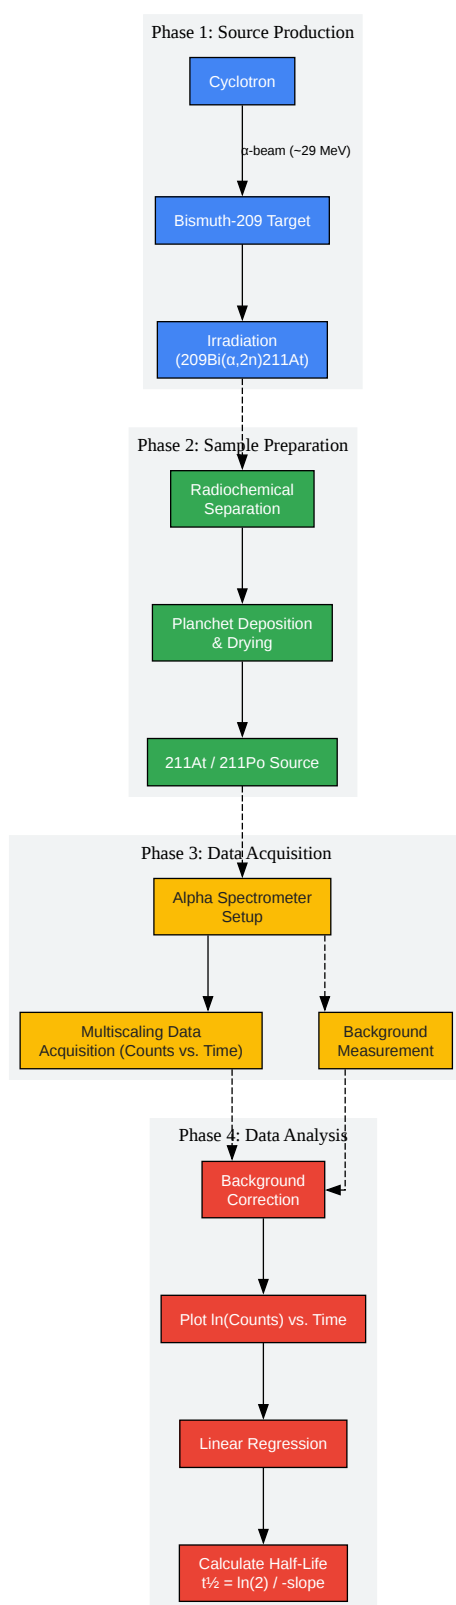 Phase 1: Source Production
Cyclotron
α-beam (~29 MeV)
Bismuth-209 Target
Irradiation
(209Bi(α,2n)211At)
Phase 2: Sample Preparation
Radiochemical
Separation
Planchet Deposition
& Drying
211At / 211Po Source
Phase 3: Data Acquisition
Alpha Spectrometer
Setup
Multiscaling Data
Acquisition (Counts vs. Time)
Background
Measurement
Phase 4: Data Analysis
Background
Correction
Plot ln(Counts) vs. Time
Linear Regression
Calculate Half-Life
t½ = ln(2) / -slope